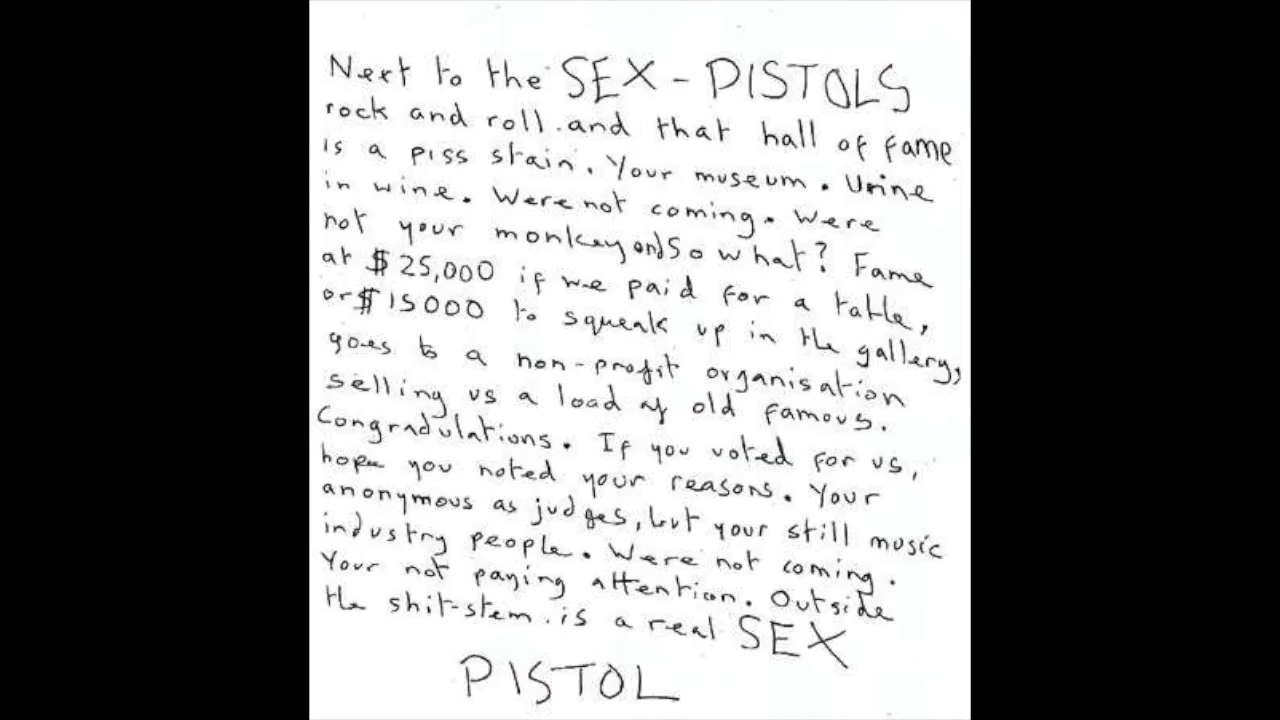 Next to the SEX - PISTOLS
rock and roll .and that hall of fame
is a piss stain. Your museum. Urine
in wine. Were not coming. Were
not your monkey and So what? Fame
at $25,000 if we paid for a table,
or $15000 to squeak up in the gallery,
goes to a non-profit organisation
selling us a load of old famous.
Congradulations. If you voted for us,
hope you noted your reasons. Your
anonymous as judges, but your still music
industry people. Were not coming.
Your not paying attention. Outside
the shit-stem. is a real SEX
PISTOL